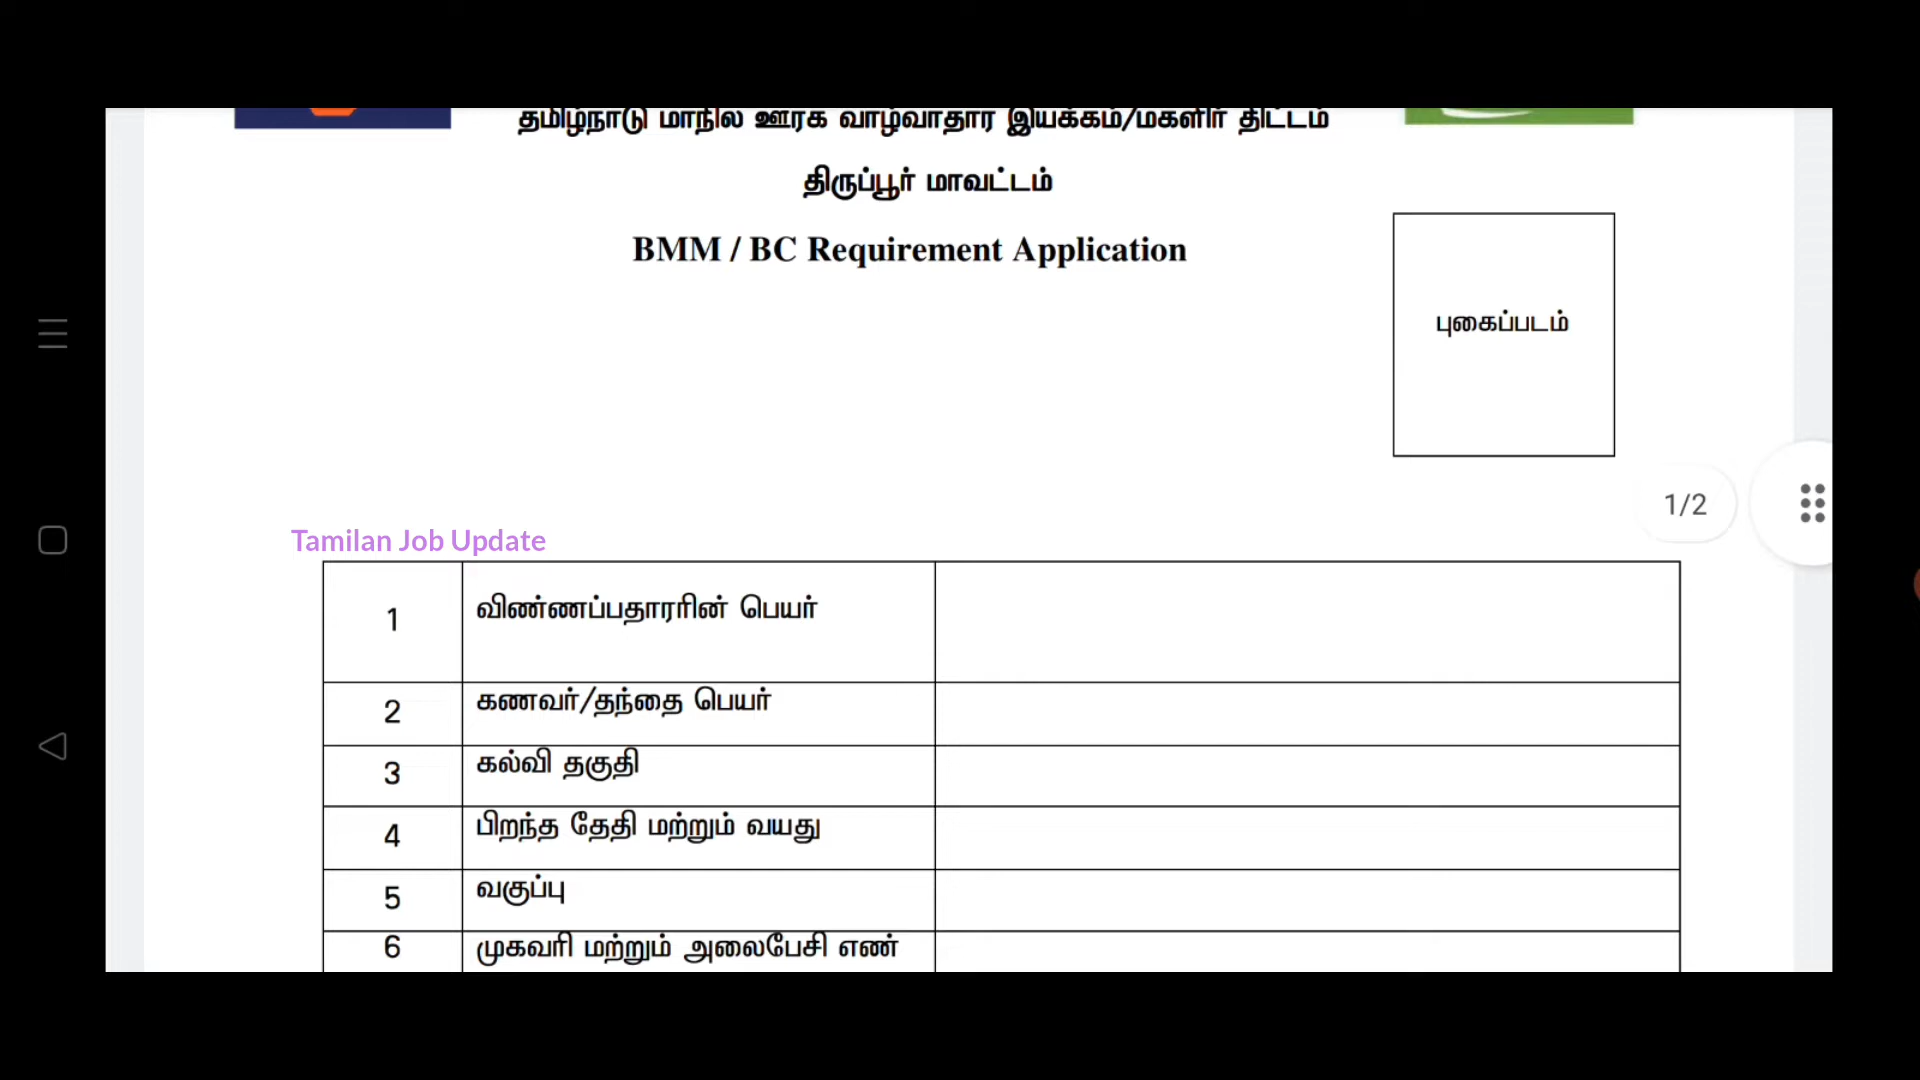 தமிழ்நாடு மாநில ஊரக வாழ்வாதார இயக்கம்/மகளிர் திட்டம்
திருப்பூர் மாவட்டம்
BMM / BC Requirement Application
புகைப்படம்
1/2
Tamilan Job Update
1 விண்ணப்பதாரரின் பெயர்
2 கணவர்/தந்தை பெயர்
3 கல்வி தகுதி
4 பிறந்த தேதி மற்றும் வயது
5 வகுப்பு
6 முகவரி மற்றும் அலைபேசி எண்